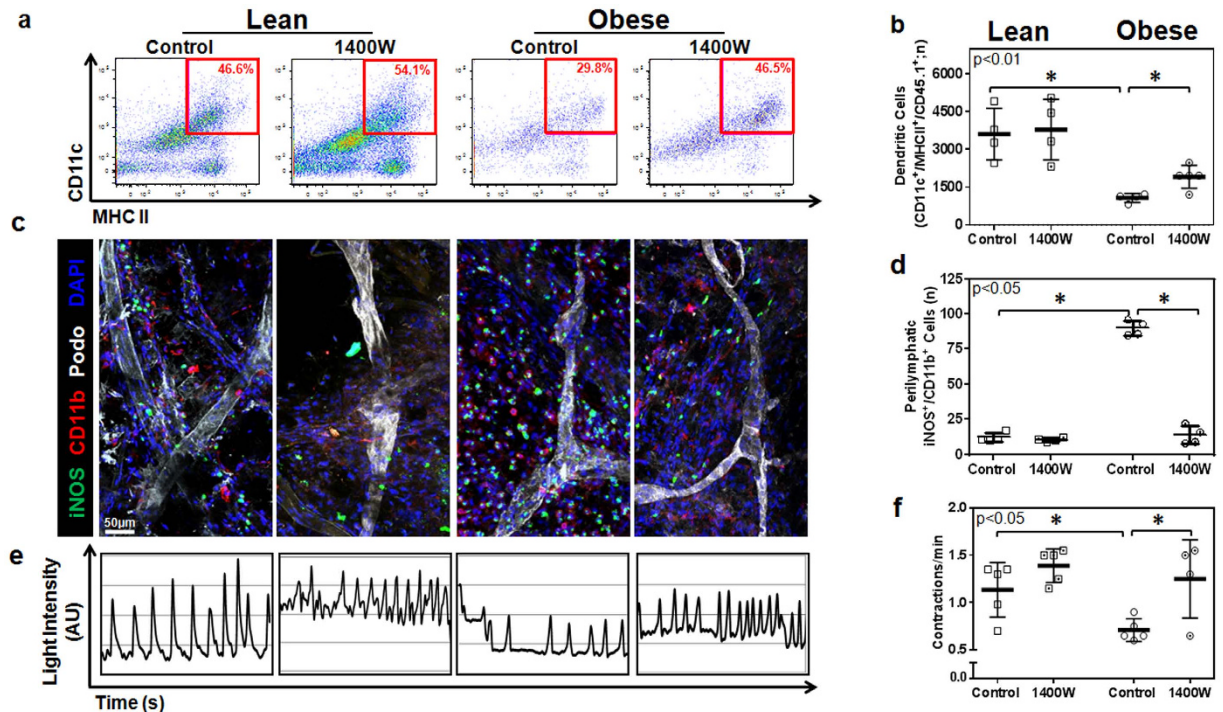 a
Lean
Obese
Control
1400W
Control
1400W
46.6%
54.1%
29.8%
46.5%
CD11c
MHC II
b
Lean
Obese
p<0.01
*
*
6000
4500
3000
1500
0
Dendritic Cells
(CD11c⁺/MHCII⁺/CD45.1⁺;n)
Control
1400W
Control
1400W
c
iNOS CD11b Podo DAPI
50μm
d
p<0.05
*
*
125
100
75
50
25
0
Perilymphatic
iNOS⁺/CD11b⁺ Cells (n)
Control
1400W
Control
1400W
e
Light Intensity
(AU)
Time (s)
f
p<0.05
*
*
2.0
1.5
1.0
0.5
0.0
Contractions/min
Control
1400W
Control
1400W